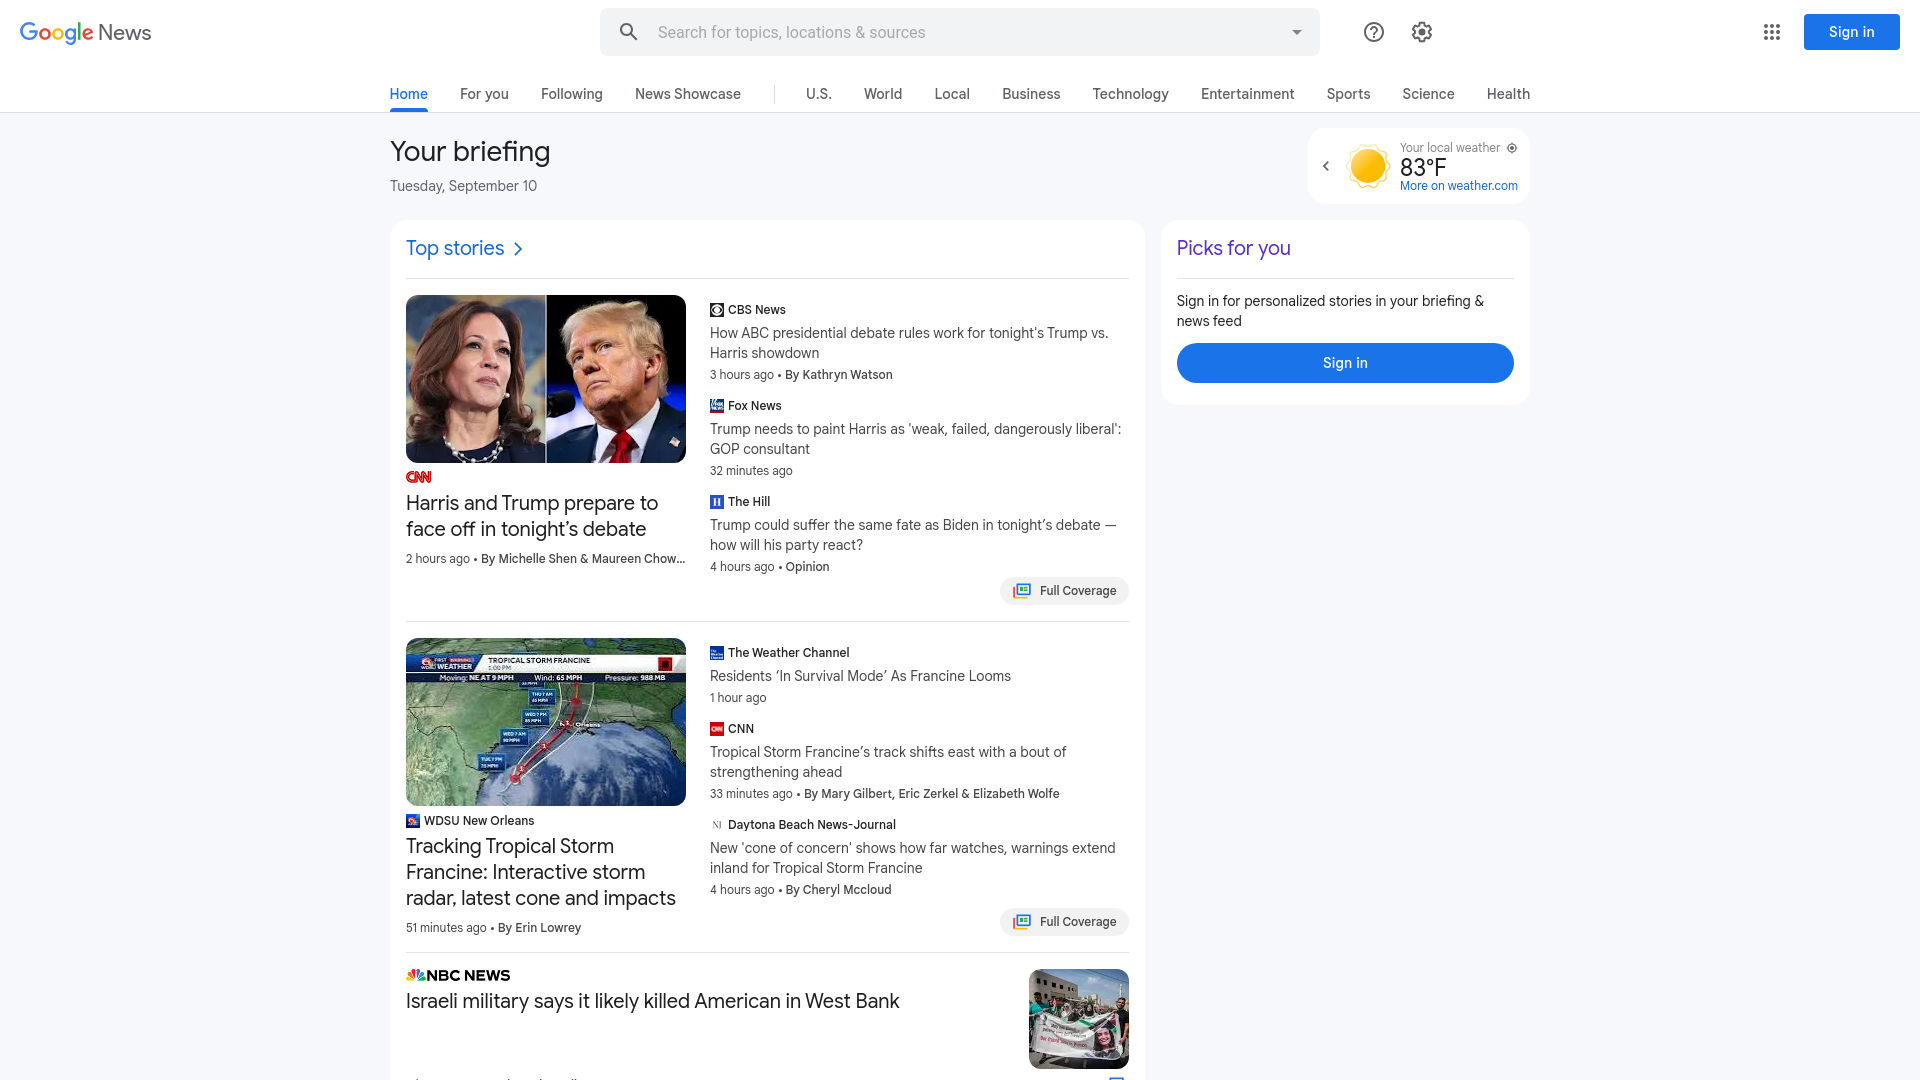 Google News
Search for topics, locations & sources
Sign in
Home
For you
Following
News Showcase
U.S.
World
Local
Business
Technology
Entertainment
Sports
Science
Health
Your briefing
Tuesday, September 10
Your local weather
83°F
More on weather.com
Top stories
CNN
Harris and Trump prepare to
face off in tonight’s debate
2 hours ago • By Michelle Shen & Maureen Chow…
CBS News
How ABC presidential debate rules work for tonight's Trump vs.
Harris showdown
3 hours ago • By Kathryn Watson
Fox News
Trump needs to paint Harris as 'weak, failed, dangerously liberal':
GOP consultant
32 minutes ago
The Hill
Trump could suffer the same fate as Biden in tonight’s debate —
how will his party react?
4 hours ago • Opinion
Full Coverage
TROPICAL STORM FRANCINE
1:00 PM
WEATHER
Moving: NE AT 9 MPH Wind: 65 MPH Pressure: 988 MB
WDSU New Orleans
Tracking Tropical Storm
Francine: Interactive storm
radar, latest cone and impacts
51 minutes ago • By Erin Lowrey
The Weather Channel
Residents ‘In Survival Mode’ As Francine Looms
1 hour ago
CNN
Tropical Storm Francine’s track shifts east with a bout of
strengthening ahead
33 minutes ago • By Mary Gilbert, Eric Zerkel & Elizabeth Wolfe
Daytona Beach News-Journal
New 'cone of concern' shows how far watches, warnings extend
inland for Tropical Storm Francine
4 hours ago • By Cheryl Mccloud
Full Coverage
NBC NEWS
Israeli military says it likely killed American in West Bank
Picks for you
Sign in for personalized stories in your briefing &
news feed
Sign in